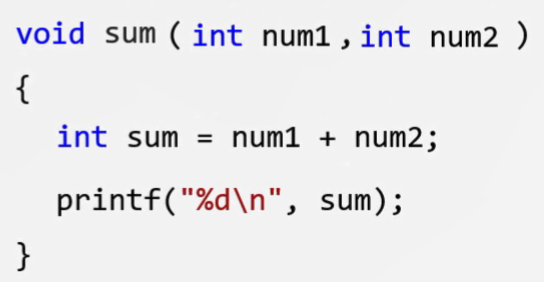 void sum ( int num1 ,int num2 )
{
int sum = num1 + num2;
printf("%d\n", sum);
}